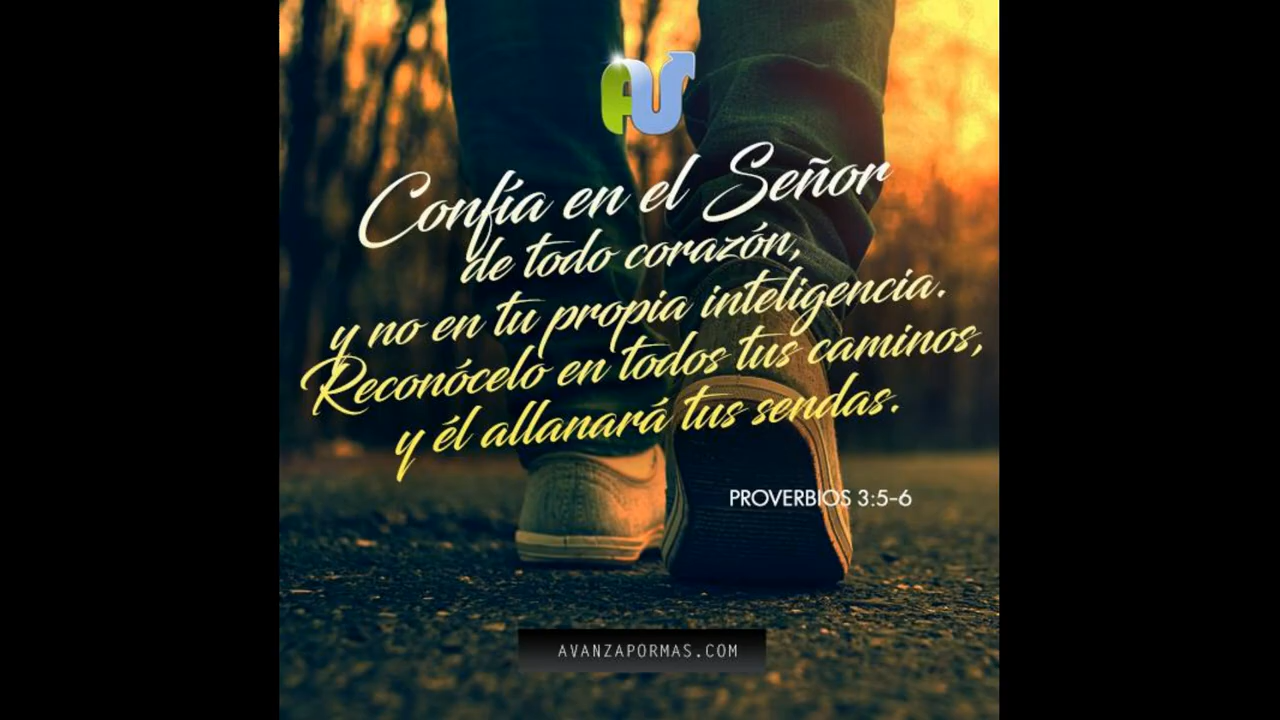 AU
Confía en el Señor
de todo corazón,
y no en tu propia inteligencia.
Reconócelo en todos tus caminos,
y él allanará tus sendas.
PROVERBIOS 3:5-6
AVANZAPORMAS.COM